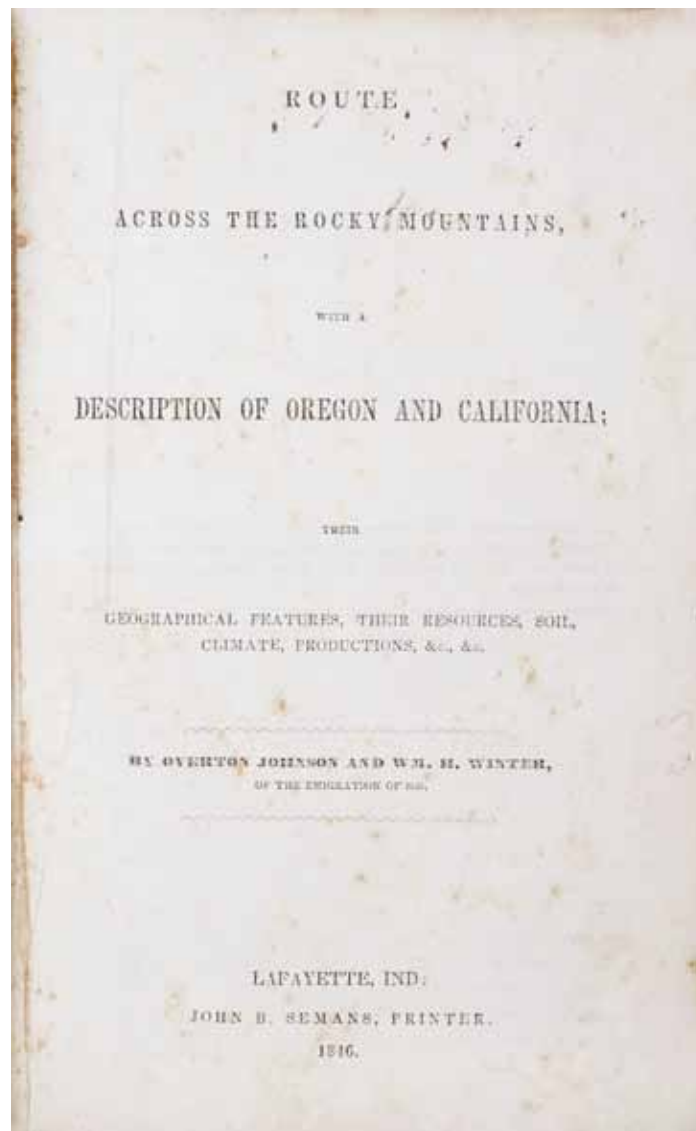 ROUTE
ACROSS THE ROCKY MOUNTAINS,
WITH A
DESCRIPTION OF OREGON AND CALIFORNIA;
THEIR
GEOGRAPHICAL FEATURES, THEIR RESOURCES, SOIL,
CLIMATE, PRODUCTIONS, &c., &c.
BY OVERTON JOHNSON AND WM. H. WINTER,
OF THE EMIGRATION OF
LAFAYETTE, IND:
JOHN B. SEMANS, PRINTER.
1846.